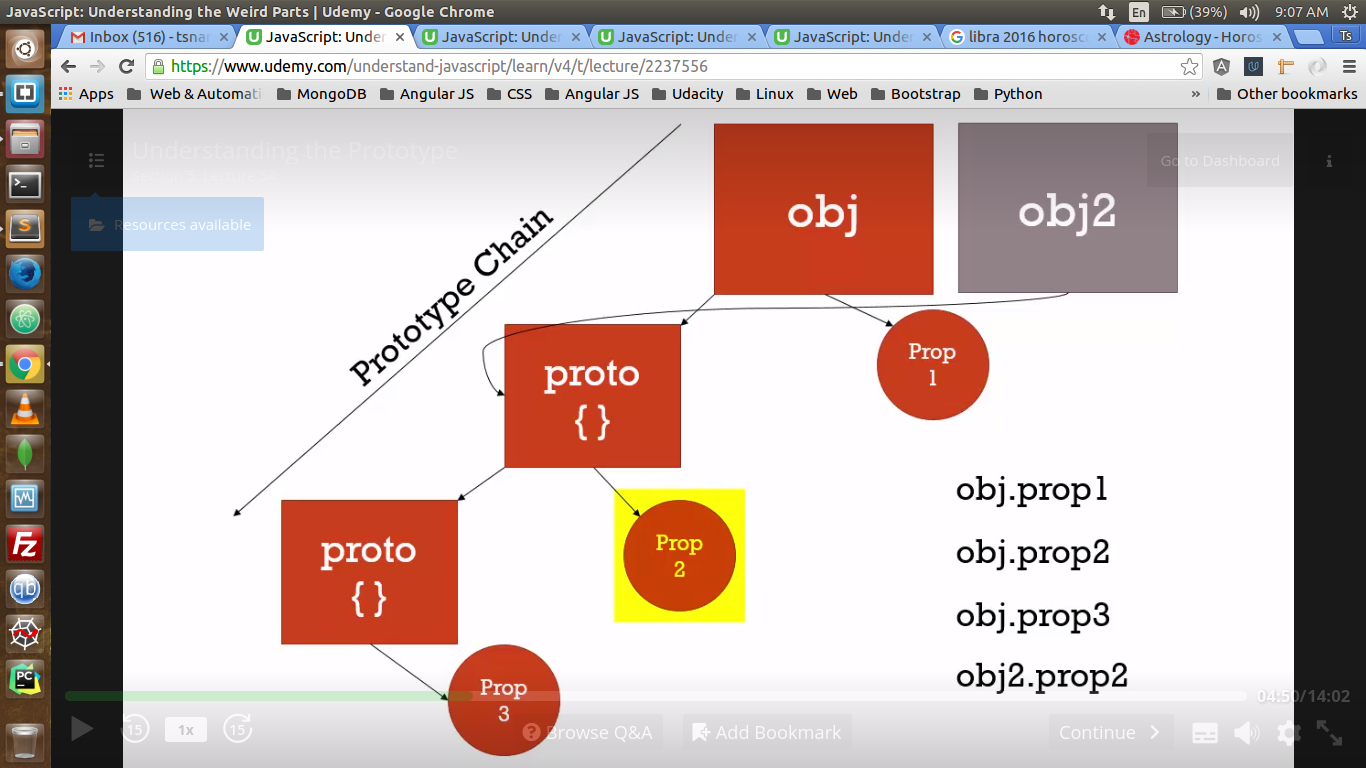 JavaScript: Understanding the Weird Parts | Udemy - Google Chrome
En
(39%)
9:07 AM
Inbox (516) - tsna
JavaScript: Under
JavaScript: Unde
JavaScript: Unde
JavaScript: Unde
libra 2016 horosc
Astrology - Horos
Ts
https://www.udemy.com/understand-javascript/learn/v4/t/lecture/2237556
Apps
Web & Automati
MongoDB
Angular JS
CSS
Angular JS
Udacity
Linux
Web
Bootstrap
Python
»
Other bookmarks
Understanding the Prototype
Go to Dashboard
Resources available
Prototype Chain
obj
obj2
proto
{ }
Prop
1
proto
{ }
Prop
2
Prop
3
obj.prop1
obj.prop2
obj.prop3
obj2.prop2
04:50/14:02
15
1x
15
Browse Q&A
Add Bookmark
Continue